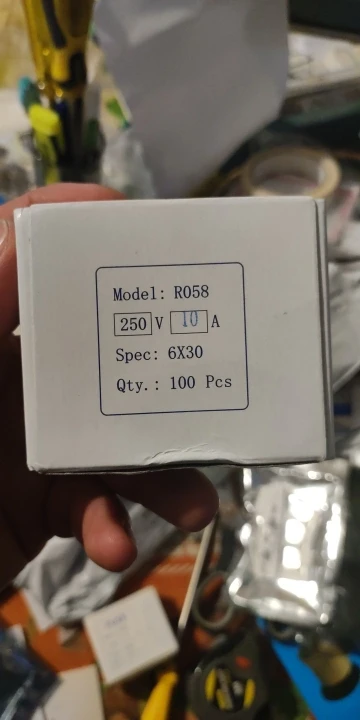 Model: R058
250 V 10 A
Spec: 6X30
Qty.: 100 Pcs